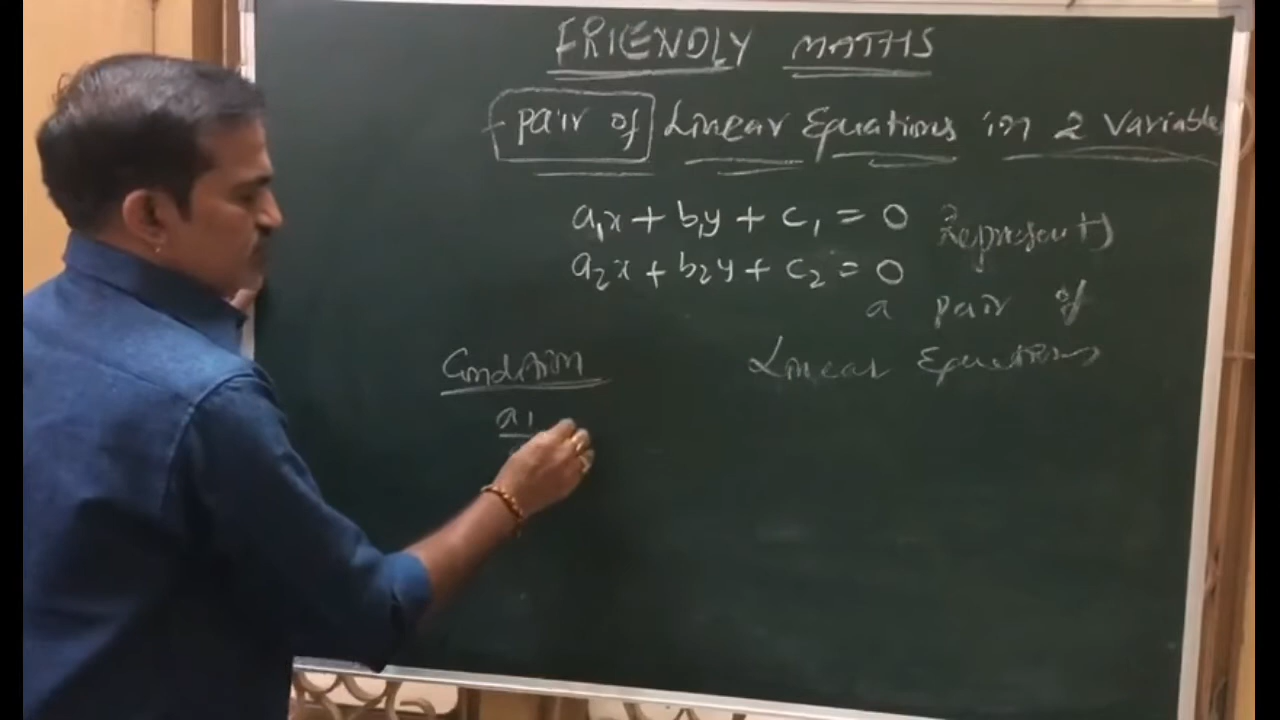 FRIENDLY MATHS
pair of Linear Equations in 2 Variables
a₁x + b₁y + c₁ = 0 Represents
a₂x + b₂y + c₂ = 0
a pair of
Linear Equations
Condition
a₁